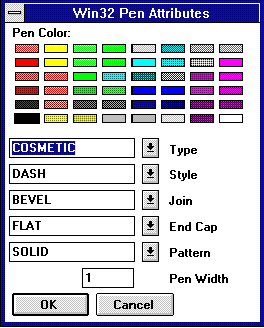 Win32 Pen Attributes
Pen Color:
COSMETIC Type
DASH Style
BEVEL Join
FLAT End Cap
SOLID Pattern
1 Pen Width
OK Cancel